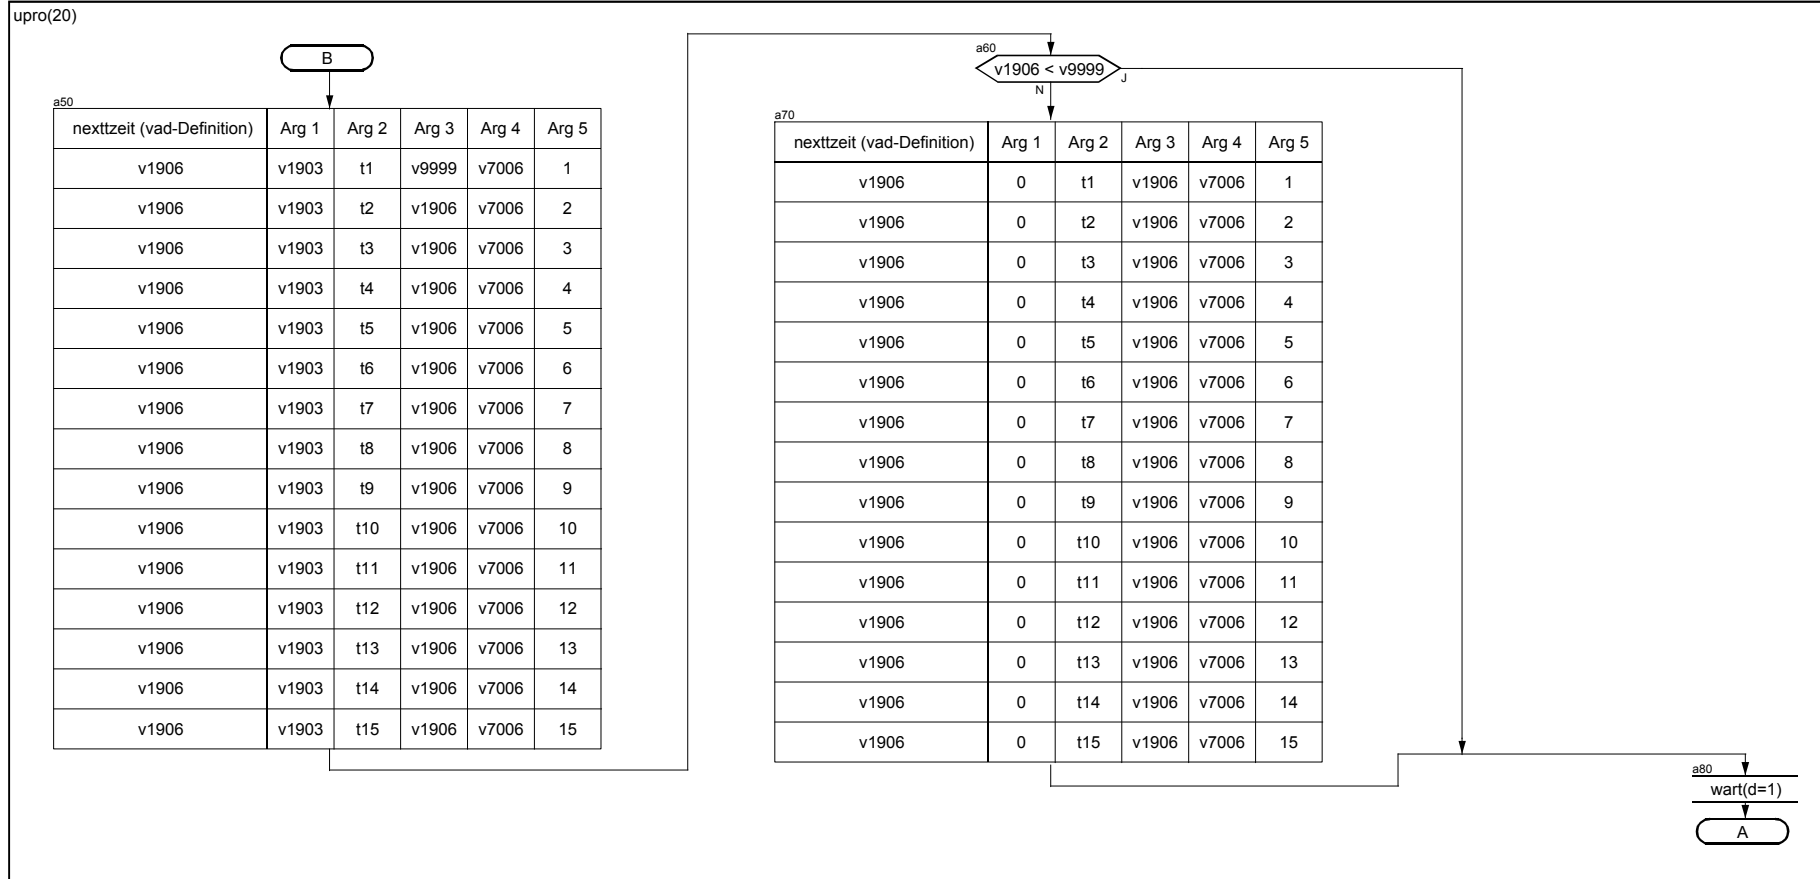 upro(20)
B
a50
nexttzeit (vad-Definition) Arg 1 Arg 2 Arg 3 Arg 4 Arg 5
v1906 v1903 t1 v9999 v7006 1
v1906 v1903 t2 v1906 v7006 2
v1906 v1903 t3 v1906 v7006 3
v1906 v1903 t4 v1906 v7006 4
v1906 v1903 t5 v1906 v7006 5
v1906 v1903 t6 v1906 v7006 6
v1906 v1903 t7 v1906 v7006 7
v1906 v1903 t8 v1906 v7006 8
v1906 v1903 t9 v1906 v7006 9
v1906 v1903 t10 v1906 v7006 10
v1906 v1903 t11 v1906 v7006 11
v1906 v1903 t12 v1906 v7006 12
v1906 v1903 t13 v1906 v7006 13
v1906 v1903 t14 v1906 v7006 14
v1906 v1903 t15 v1906 v7006 15
a60
v1906 < v9999
J
N
a70
nexttzeit (vad-Definition) Arg 1 Arg 2 Arg 3 Arg 4 Arg 5
v1906 0 t1 v1906 v7006 1
v1906 0 t2 v1906 v7006 2
v1906 0 t3 v1906 v7006 3
v1906 0 t4 v1906 v7006 4
v1906 0 t5 v1906 v7006 5
v1906 0 t6 v1906 v7006 6
v1906 0 t7 v1906 v7006 7
v1906 0 t8 v1906 v7006 8
v1906 0 t9 v1906 v7006 9
v1906 0 t10 v1906 v7006 10
v1906 0 t11 v1906 v7006 11
v1906 0 t12 v1906 v7006 12
v1906 0 t13 v1906 v7006 13
v1906 0 t14 v1906 v7006 14
v1906 0 t15 v1906 v7006 15
a80
wart(d=1)
A